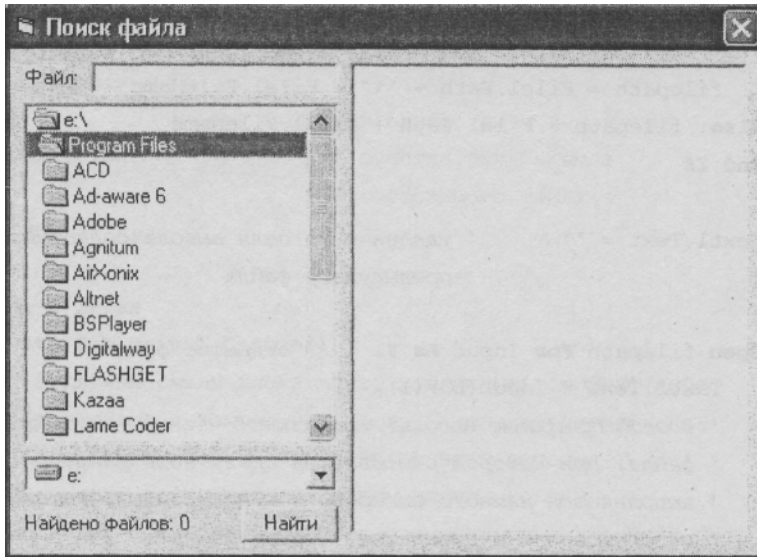 Поиск файла
Файл:
e:\
Program Files
ACD
Ad-aware 6
Adobe
Agnitum
AirXonix
Altnet
BSPlayer
Digitalway
FLASHGET
Kazaa
Lame Coder
e:
Найдено файлов: 0
Найти